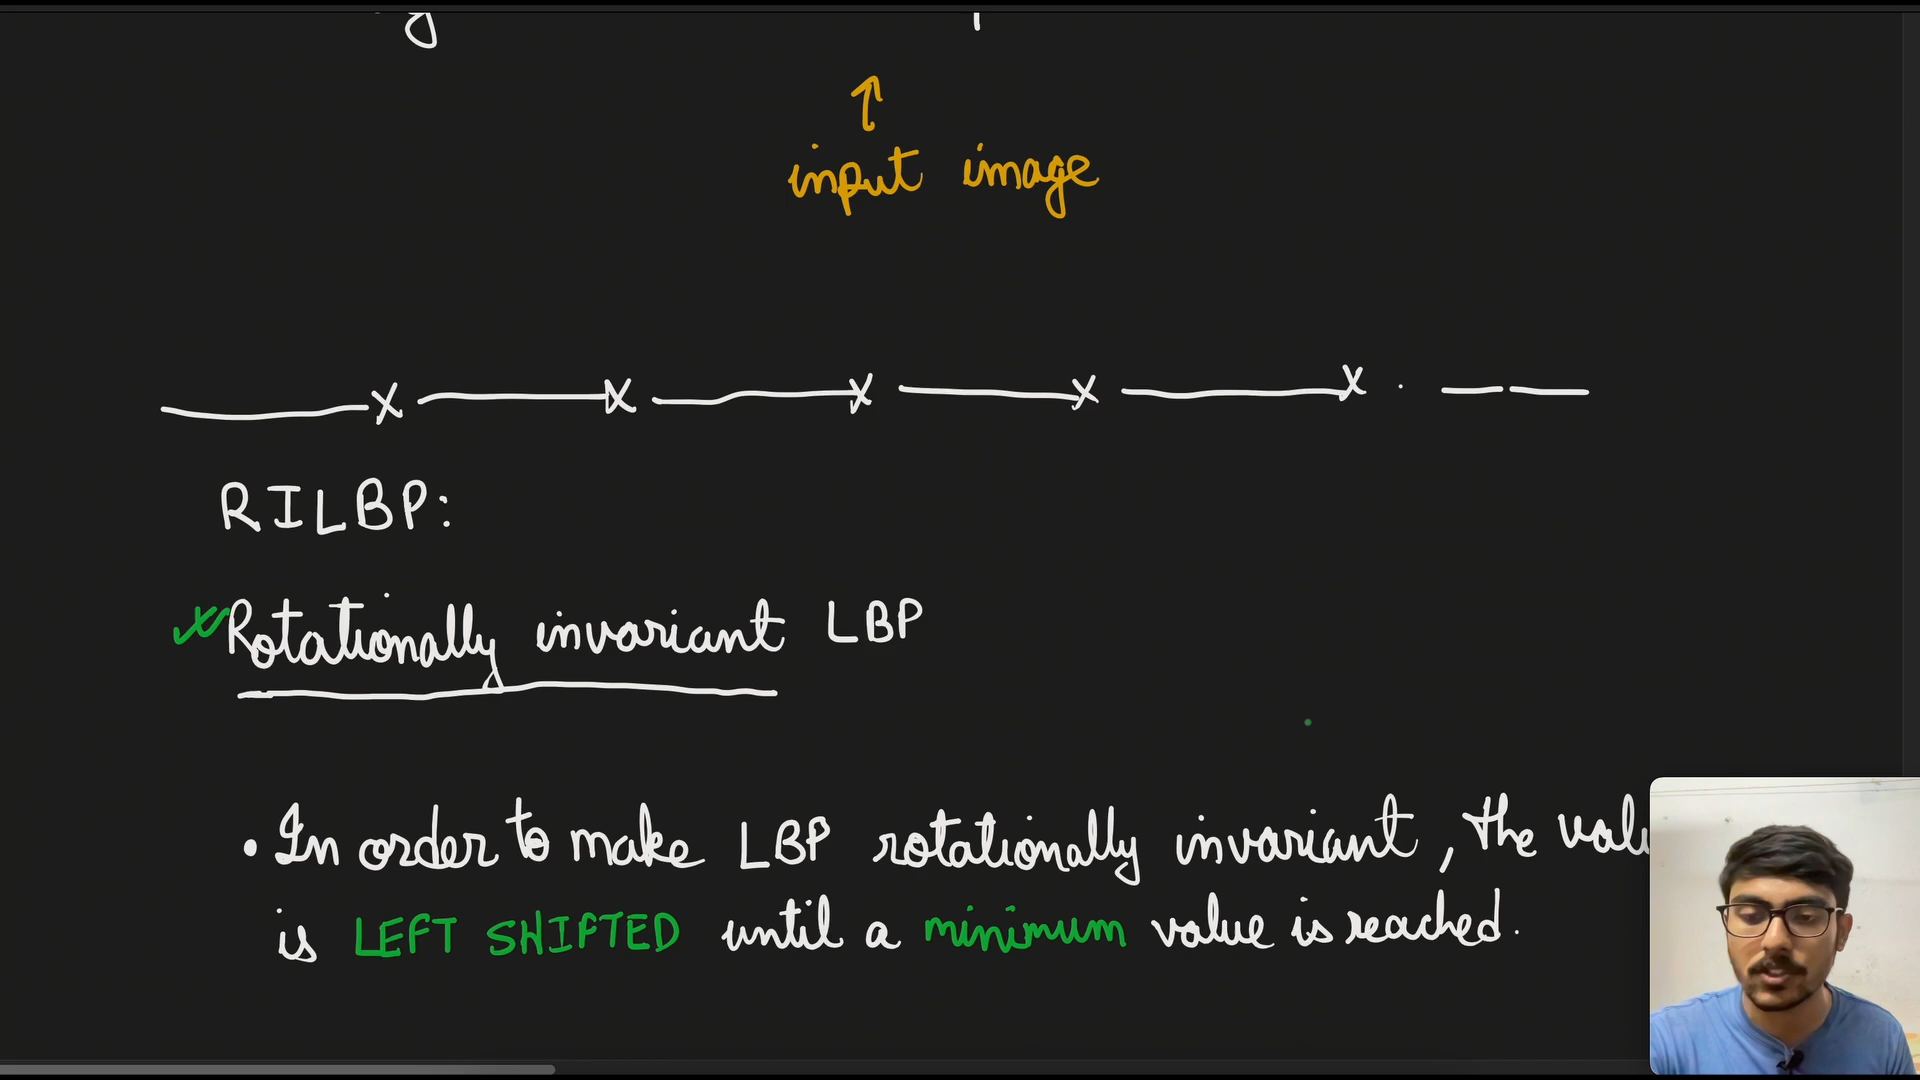 input image
RILBP:
Rotationally invariant LBP
• In order to make LBP rotationally invariant, the
is LEFT SHIFTED until a minimum value is reached.